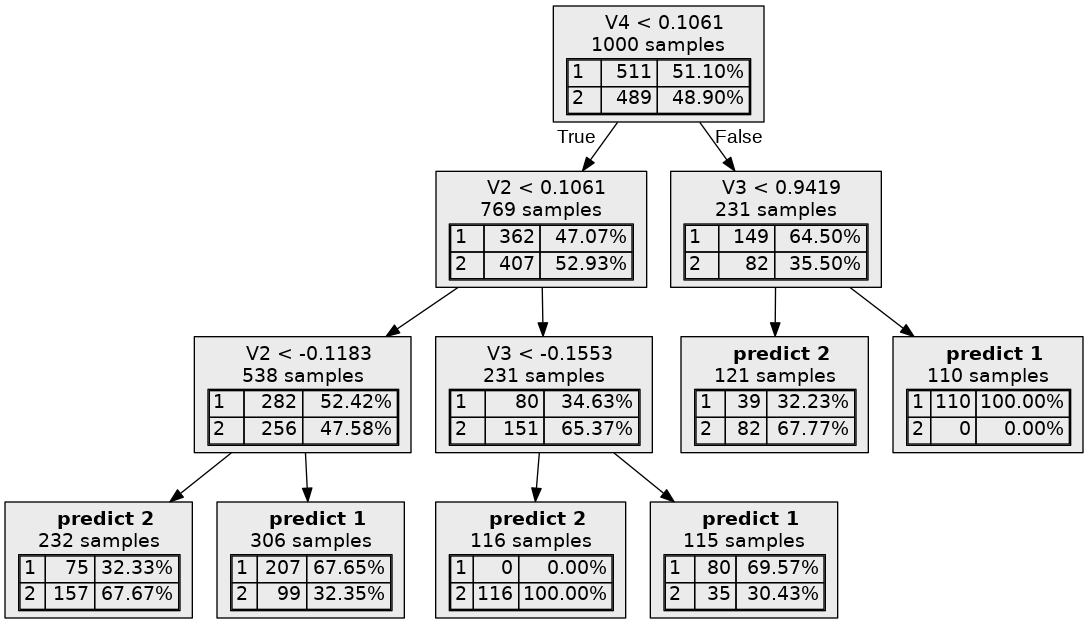 V4 < 0.1061
1000 samples
1 511 51.10%
2 489 48.90%
True
False
V2 < 0.1061
769 samples
1 362 47.07%
2 407 52.93%
V3 < 0.9419
231 samples
1 149 64.50%
2 82 35.50%
V2 < -0.1183
538 samples
1 282 52.42%
2 256 47.58%
V3 < -0.1553
231 samples
1 80 34.63%
2 151 65.37%
predict 2
121 samples
1 39 32.23%
2 82 67.77%
predict 1
110 samples
1 110 100.00%
2 0 0.00%
predict 2
232 samples
1 75 32.33%
2 157 67.67%
predict 1
306 samples
1 207 67.65%
2 99 32.35%
predict 2
116 samples
1 0 0.00%
2 116 100.00%
predict 1
115 samples
1 80 69.57%
2 35 30.43%